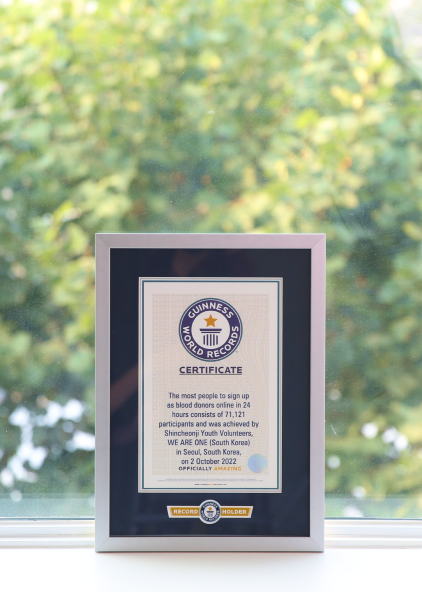 GUINNESS
WORLD RECORDS
CERTIFICATE
The most people to sign up
as blood donors online in 24
hours consists of 71,121
participants and was achieved by
Shincheonji Youth Volunteers,
WE ARE ONE (South Korea)
in Seoul, South Korea,
on 2 October 2022
OFFICIALLY AMAZING
RECORD HOLDER